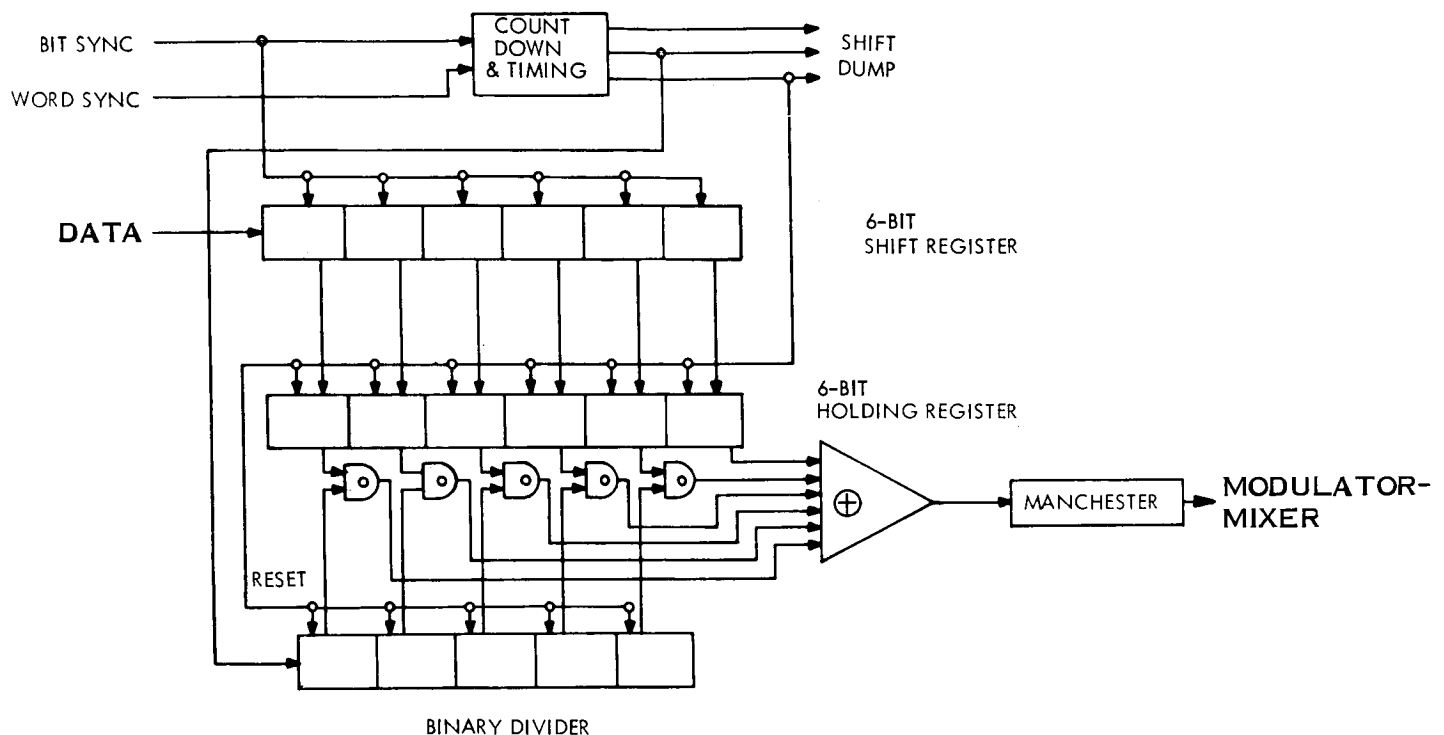 BIT SYNC
WORD SYNC
COUNT
DOWN
& TIMING
SHIFT
DUMP
DATA
6-BIT
SHIFT REGISTER
6-BIT
HOLDING REGISTER
MANCHESTER
MODULATOR-
MIXER
RESET
BINARY DIVIDER